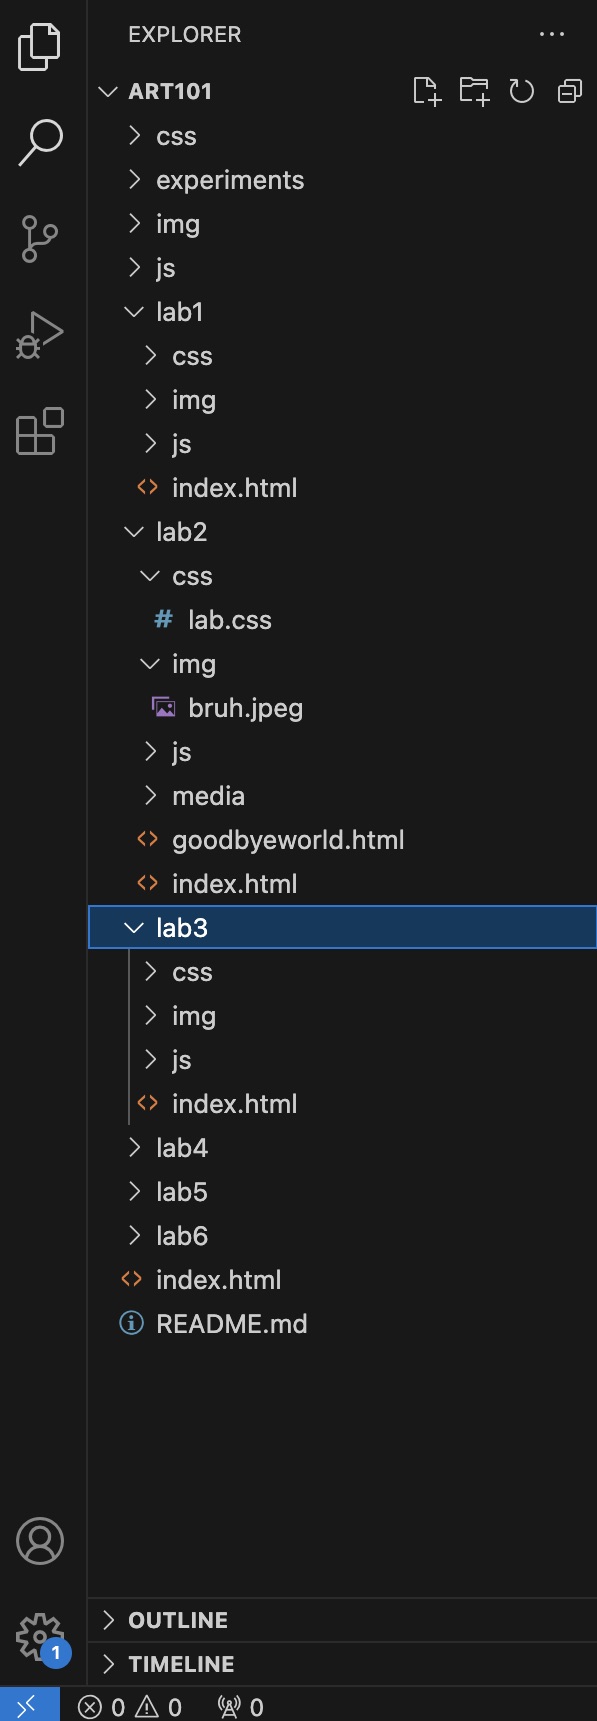 EXPLORER
ART101
css
experiments
img
js
lab1
css
img
js
index.html
lab2
css
# lab.css
img
bruh.jpeg
js
media
goodbyeworld.html
index.html
lab3
css
img
js
index.html
lab4
lab5
lab6
index.html
README.md
OUTLINE
1
TIMELINE
0 0 0